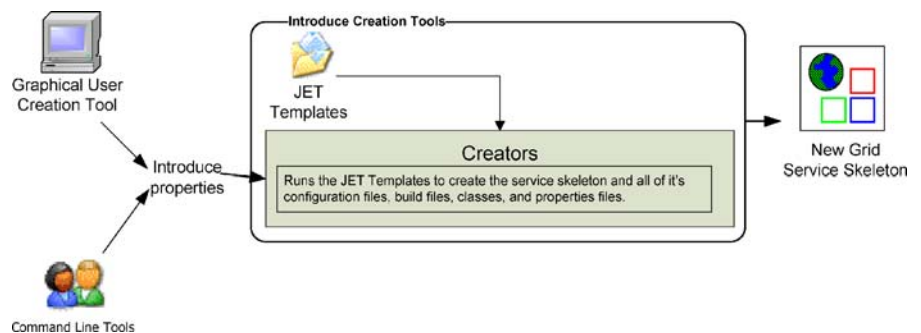 Introduce Creation Tools
Graphical User
Creation Tool
JET
Templates
Introduce
properties
Creators
Runs the JET Templates to create the service skeleton and all of it's
configuration files, build files, classes, and properties files.
New Grid
Service Skeleton
Command Line Tools